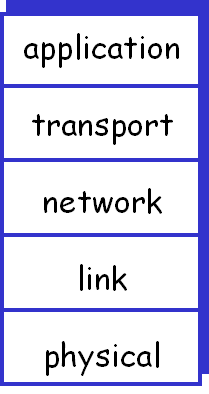 application
transport
network
link
physical